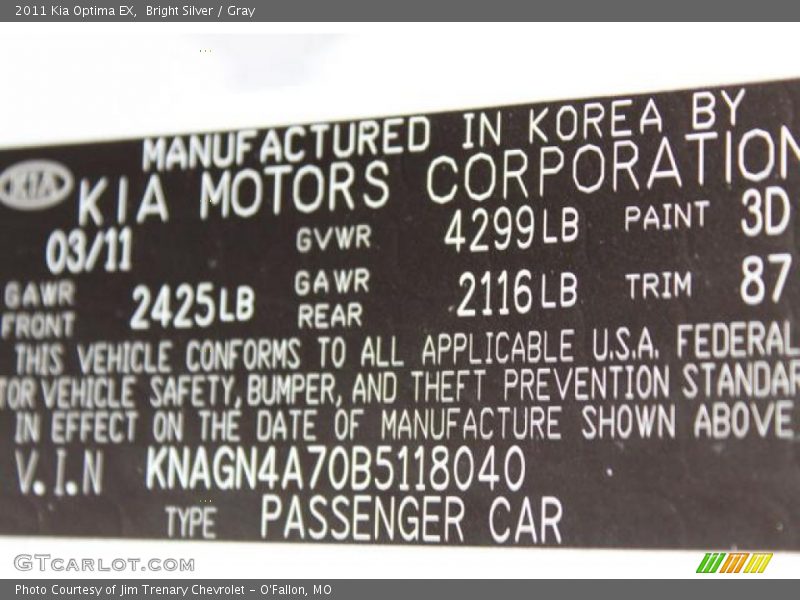 2011 Kia Optima EX, Bright Silver / Gray
MANUFACTURED IN KOREA BY
KIA KIA MOTORS CORPORATION
03/11 GVWR 4299LB PAINT 3D
GAWR FRONT 2425LB GAWR REAR 2116LB TRIM 87
THIS VEHICLE CONFORMS TO ALL APPLICABLE U.S.A. FEDERAL
TOR VEHICLE SAFETY, BUMPER, AND THEFT PREVENTION STANDAR
IN EFFECT ON THE DATE OF MANUFACTURE SHOWN ABOVE
V.I.N KNAGN4A70B5118040
TYPE PASSENGER CAR
GTCARLOT.COM
Photo Courtesy of Jim Trenary Chevrolet - O'Fallon, MO